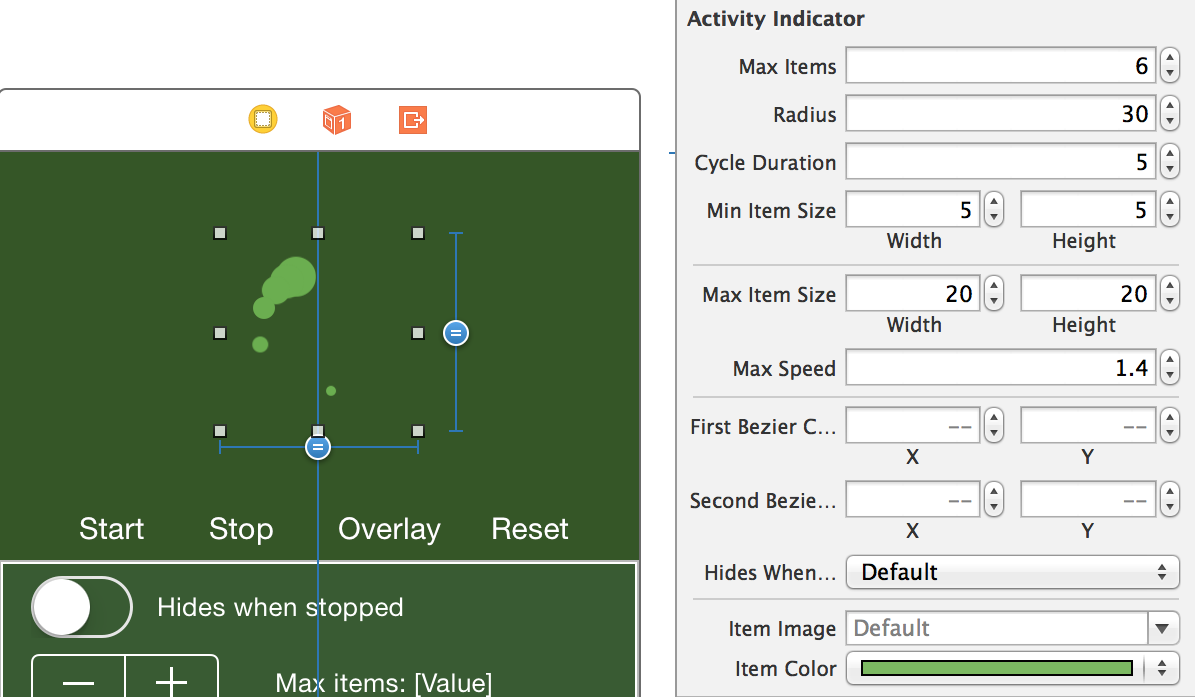 Activity Indicator
Max Items 6
Radius 30
Cycle Duration 5
Min Item Size 5 5
Width Height
Max Item Size 20 20
Width Height
Max Speed 1.4
First Bezier C... -- --
X Y
Second Bezie... -- --
X Y
Hides When... Default
Item Image Default
Item Color
1
Start Stop Overlay Reset
Hides when stopped
Max items: [Value]